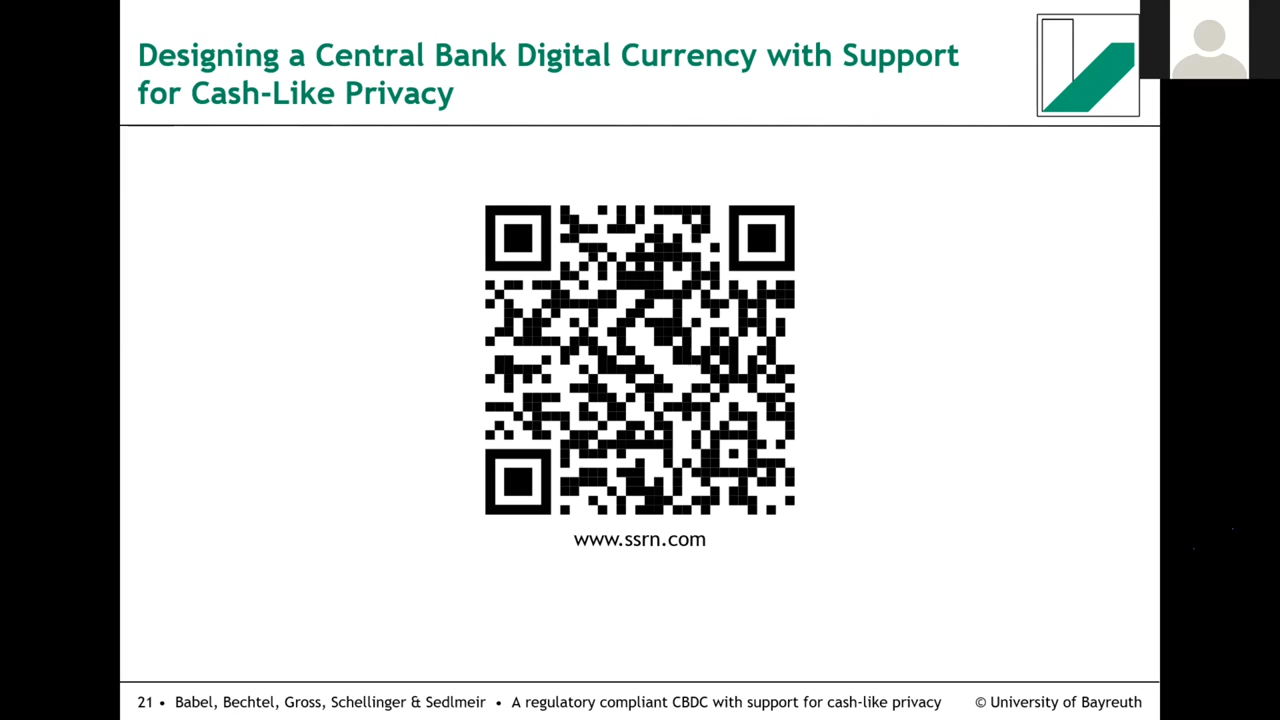 Designing a Central Bank Digital Currency with Support
for Cash-Like Privacy
www.ssrn.com
21 • Babel, Bechtel, Gross, Schellinger & Sedlmeir • A regulatory compliant CBDC with support for cash-like privacy © University of Bayreuth